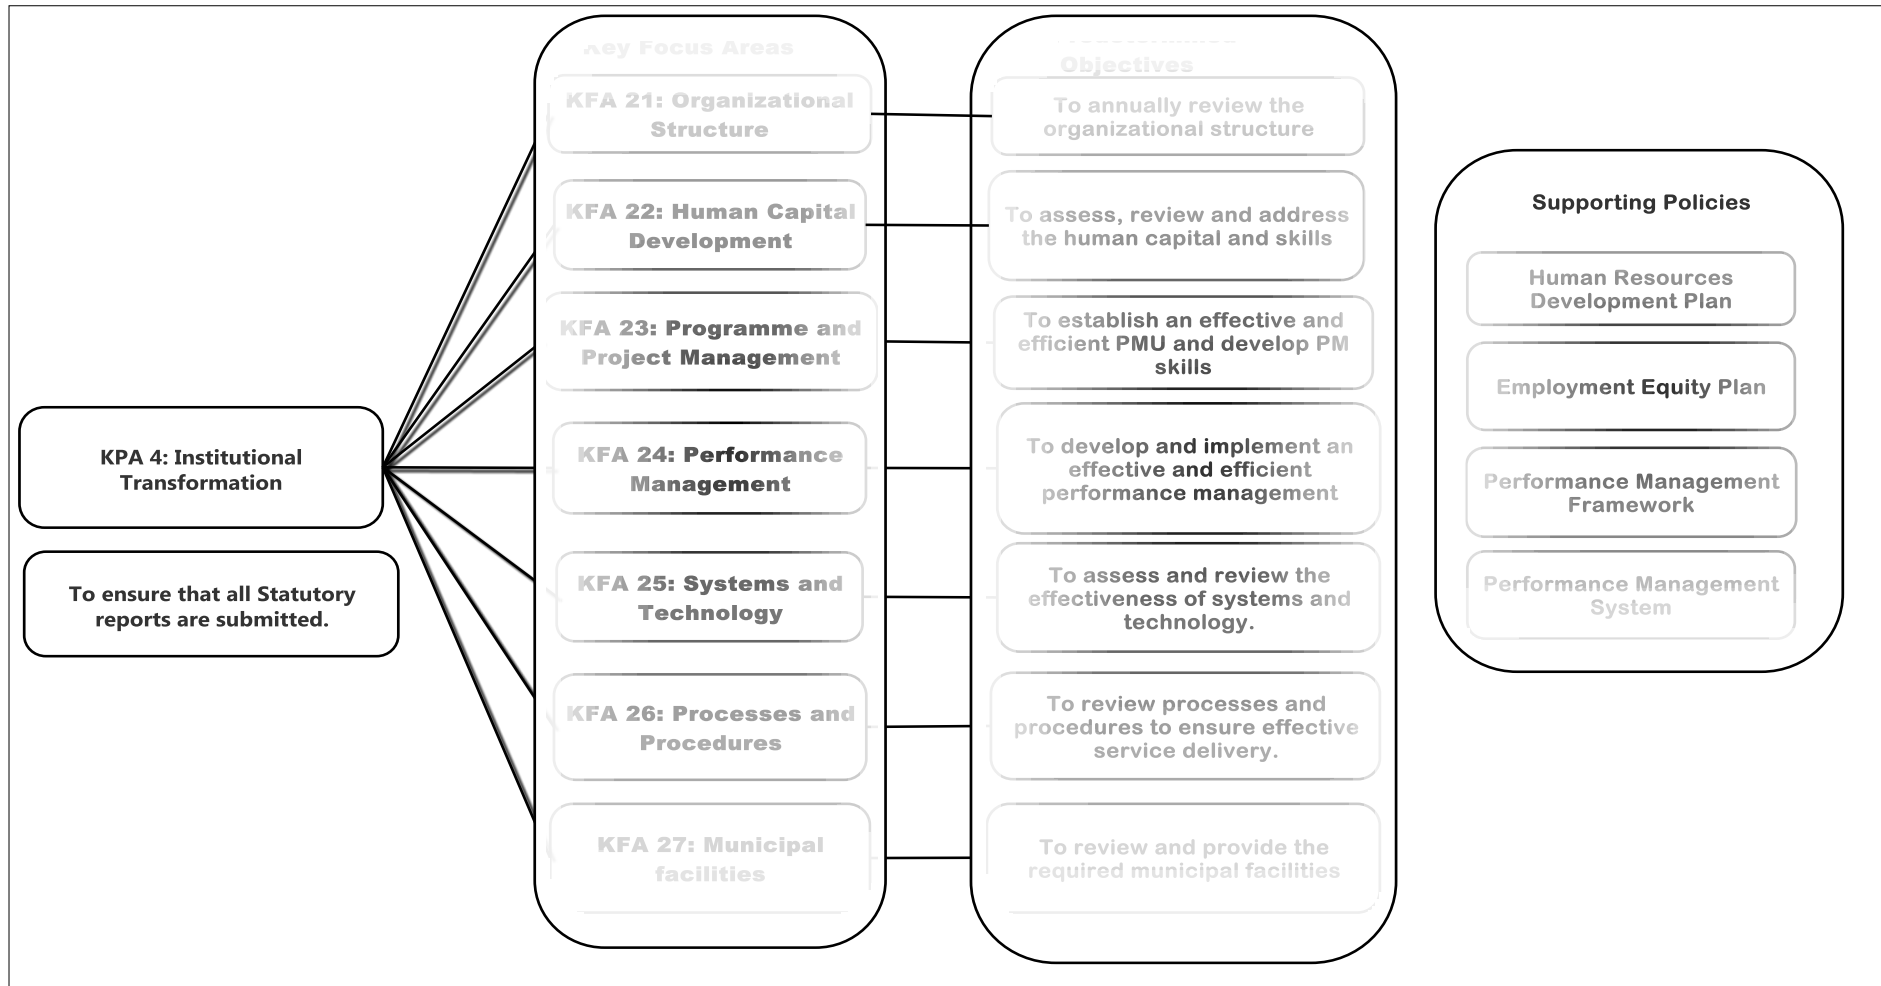 KPA 4: Institutional
Transformation
To ensure that all Statutory
reports are submitted.
Key Focus Areas
KFA 21: Organizational
Structure
KFA 22: Human Capital
Development
KFA 23: Programme and
Project Management
KFA 24: Performance
Management
KFA 25: Systems and
Technology
KFA 26: Processes and
Procedures
KFA 27: Municipal
facilities
Objectives
To annually review the
organizational structure
To assess, review and address
the human capital and skills
To establish an effective and
efficient PMU and develop PM
skills
To develop and implement an
effective and efficient
performance management
To assess and review the
effectiveness of systems and
technology.
To review processes and
procedures to ensure effective
service delivery.
To review and provide the
required municipal facilities
Supporting Policies
Human Resources
Development Plan
Employment Equity Plan
Performance Management
Framework
Performance Management
System